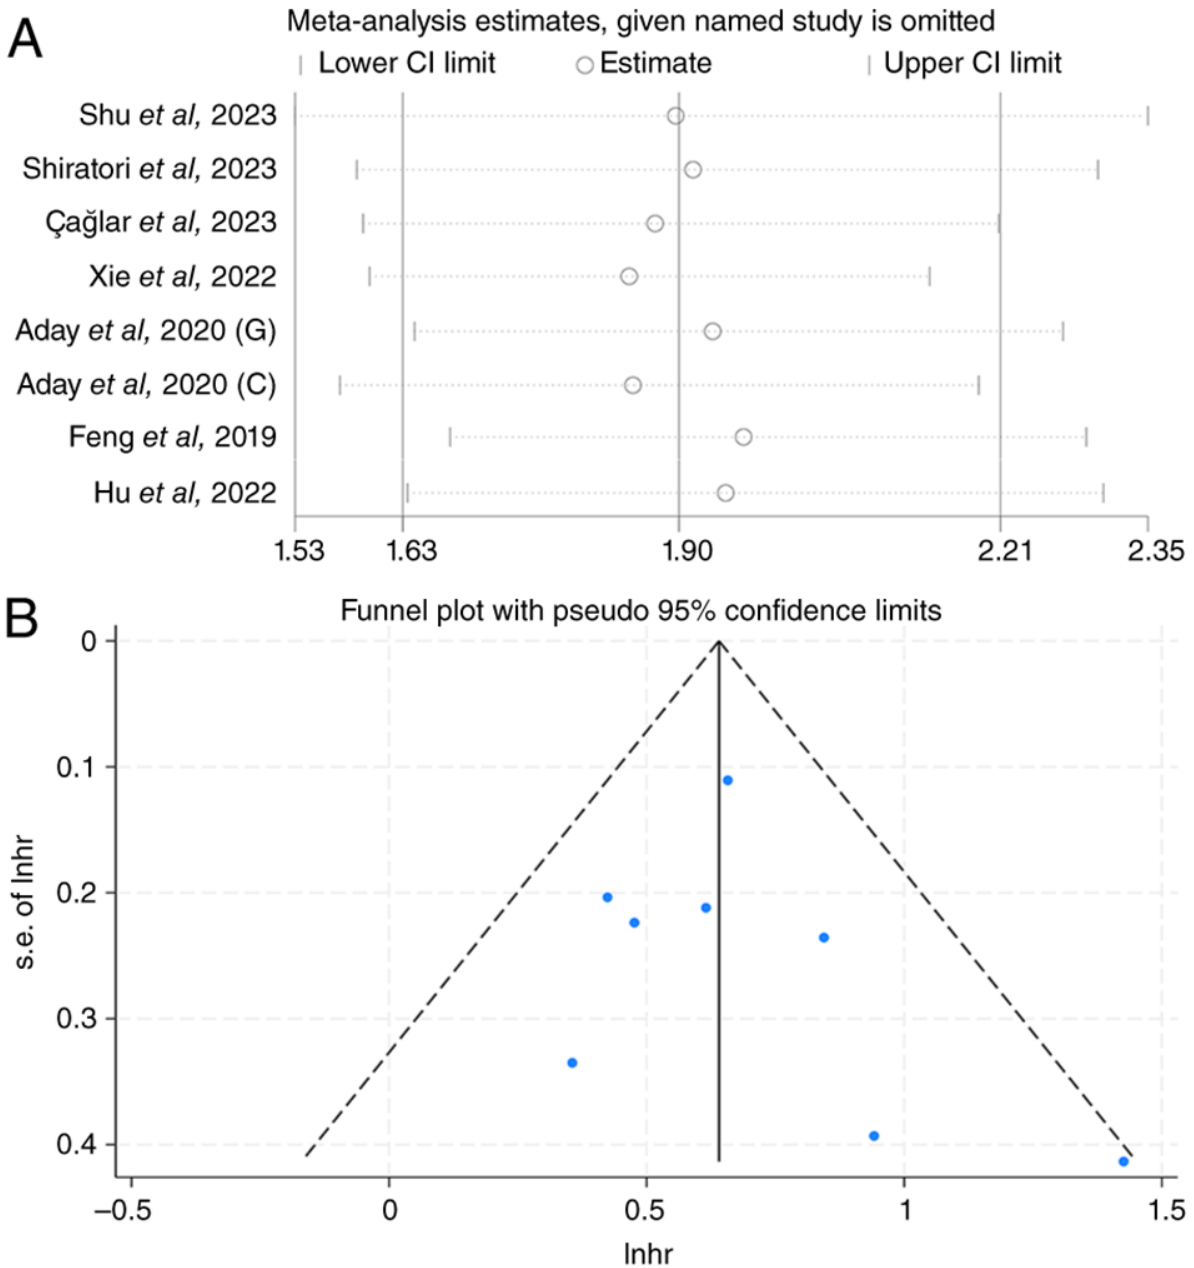 A
Meta-analysis estimates, given named study is omitted
Lower CI limit Estimate Upper CI limit
Shu et al, 2023
Shiratori et al, 2023
Çağlar et al, 2023
Xie et al, 2022
Aday et al, 2020 (G)
Aday et al, 2020 (C)
Feng et al, 2019
Hu et al, 2022
1.53 1.63 1.90 2.21 2.35
B
Funnel plot with pseudo 95% confidence limits
0
0.1
0.2
0.3
0.4
s.e. of lnhr
−0.5 0 0.5 1 1.5
lnhr